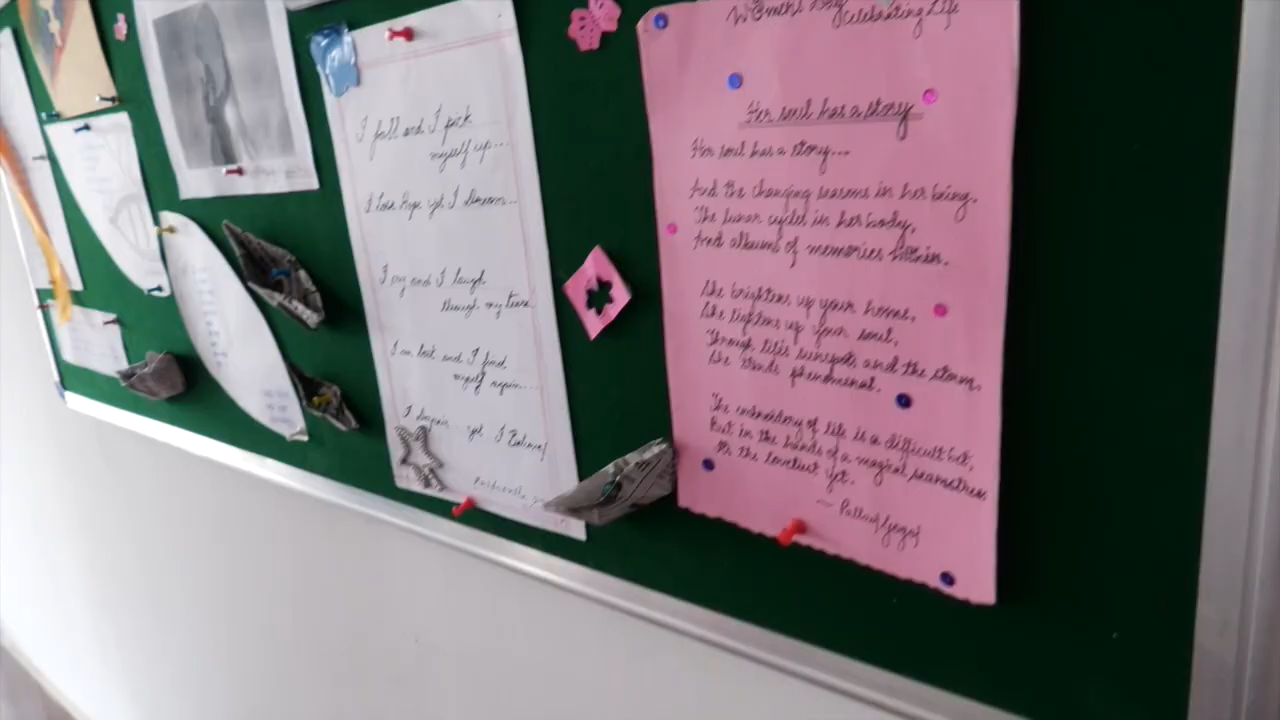 I fall and I pick
myself up...
I Lose Hope yet I Dream...
I cry and I laugh
through my tears
I am lost and I find
myself again....
I Despair yet I Believe!
Women's Day Celebrating Life
Her soul has a story
Her soul has a story...
And the changing seasons in her being,
The lunar cycles in her body,
And albums of memories within.
She brightens up your home,
She lightens up your soul,
Through life's sunspots and the storm,
She stands phenomenal.
The embroidery of life is a difficult bet,
But in the hands of a magical seamstress
It's the loveliest yet.
— Pallavi Gogoi